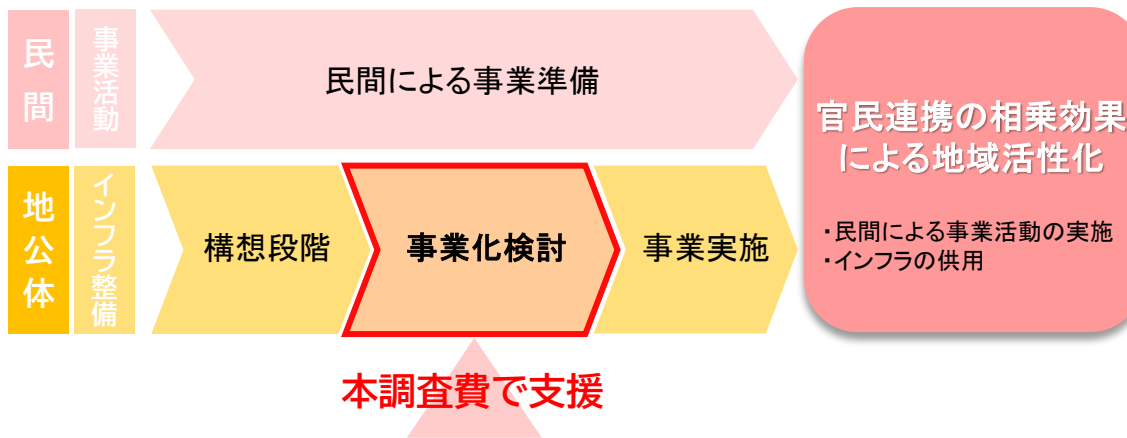 民間
事業活動
民間による事業準備
地公体
インフラ整備
構想段階
事業化検討
事業実施
本調査費で支援
官民連携の相乗効果
による地域活性化
・民間による事業活動の実施
・インフラの供用